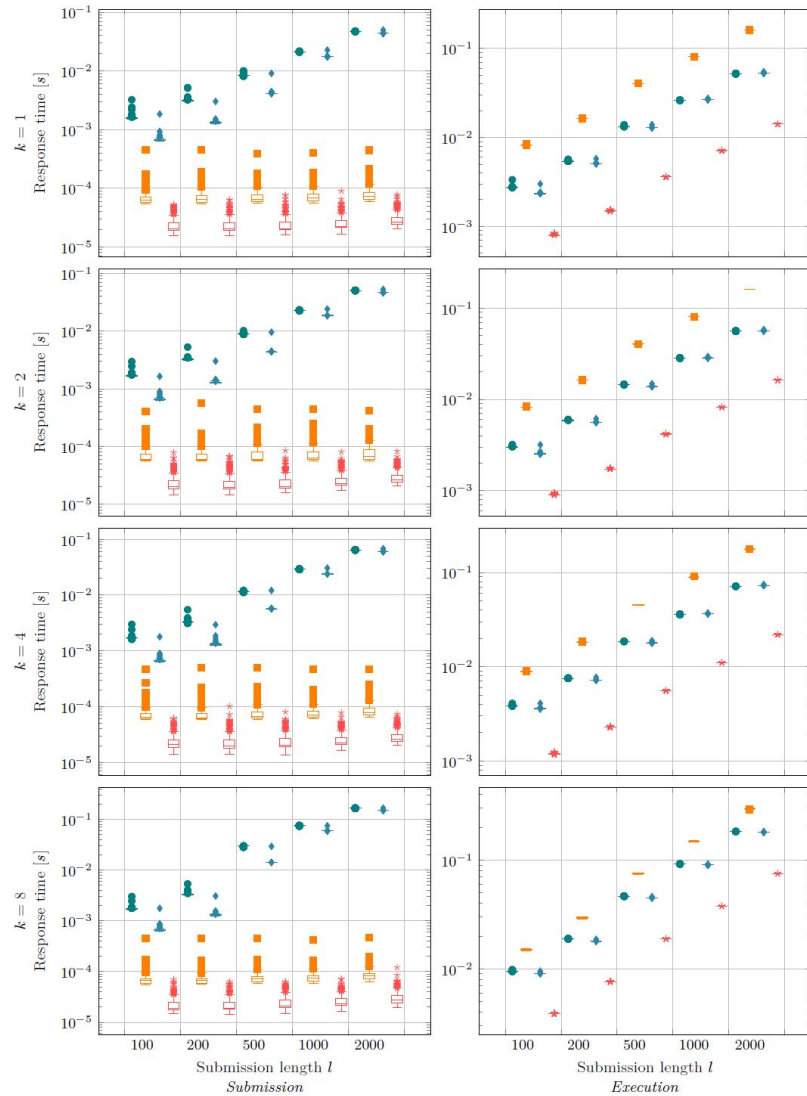 k = 1
Response time [s]
10⁻¹
10⁻²
10⁻³
10⁻⁴
10⁻⁵
10⁻¹
10⁻²
10⁻³
k = 2
Response time [s]
10⁻¹
10⁻²
10⁻³
10⁻⁴
10⁻⁵
10⁻¹
10⁻²
10⁻³
k = 4
Response time [s]
10⁻¹
10⁻²
10⁻³
10⁻⁴
10⁻⁵
10⁻¹
10⁻²
10⁻³
k = 8
Response time [s]
10⁻¹
10⁻²
10⁻³
10⁻⁴
10⁻⁵
10⁻¹
10⁻²
100 200 500 1000 2000
Submission length l
Submission
100 200 500 1000 2000
Submission length l
Execution